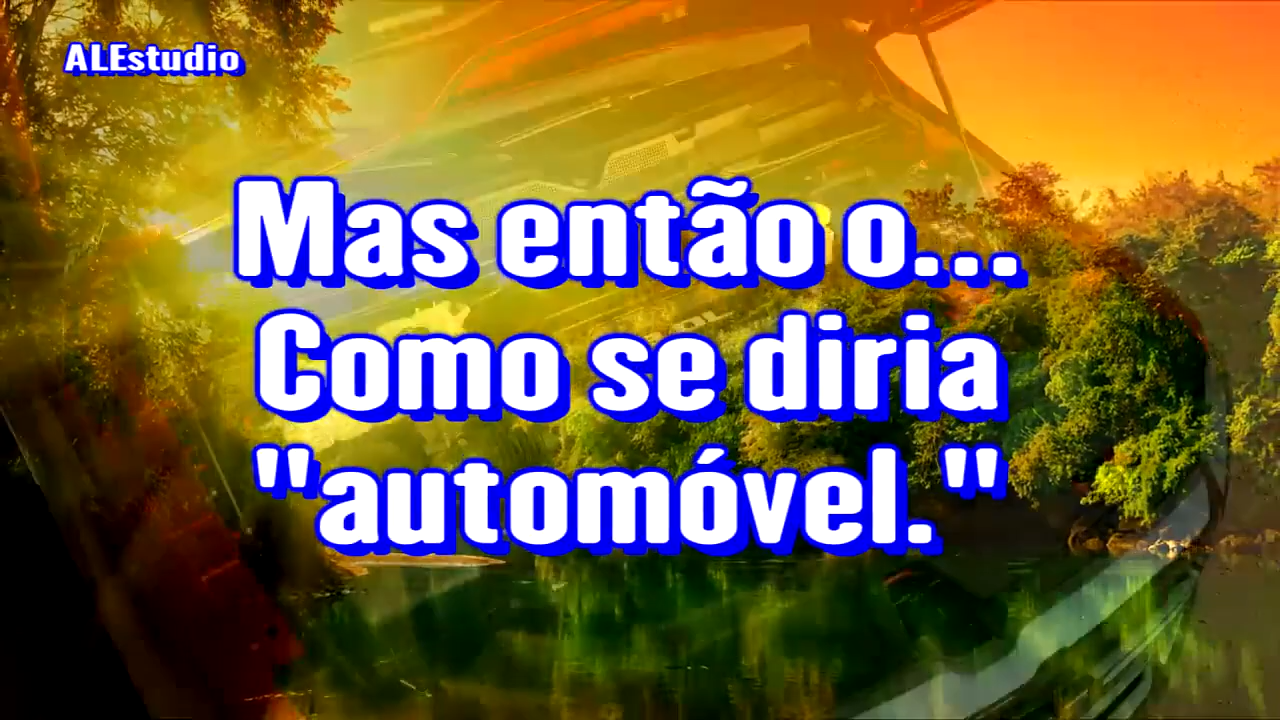 ALEstudio
Mas então o...
Como se diria
"automóvel."